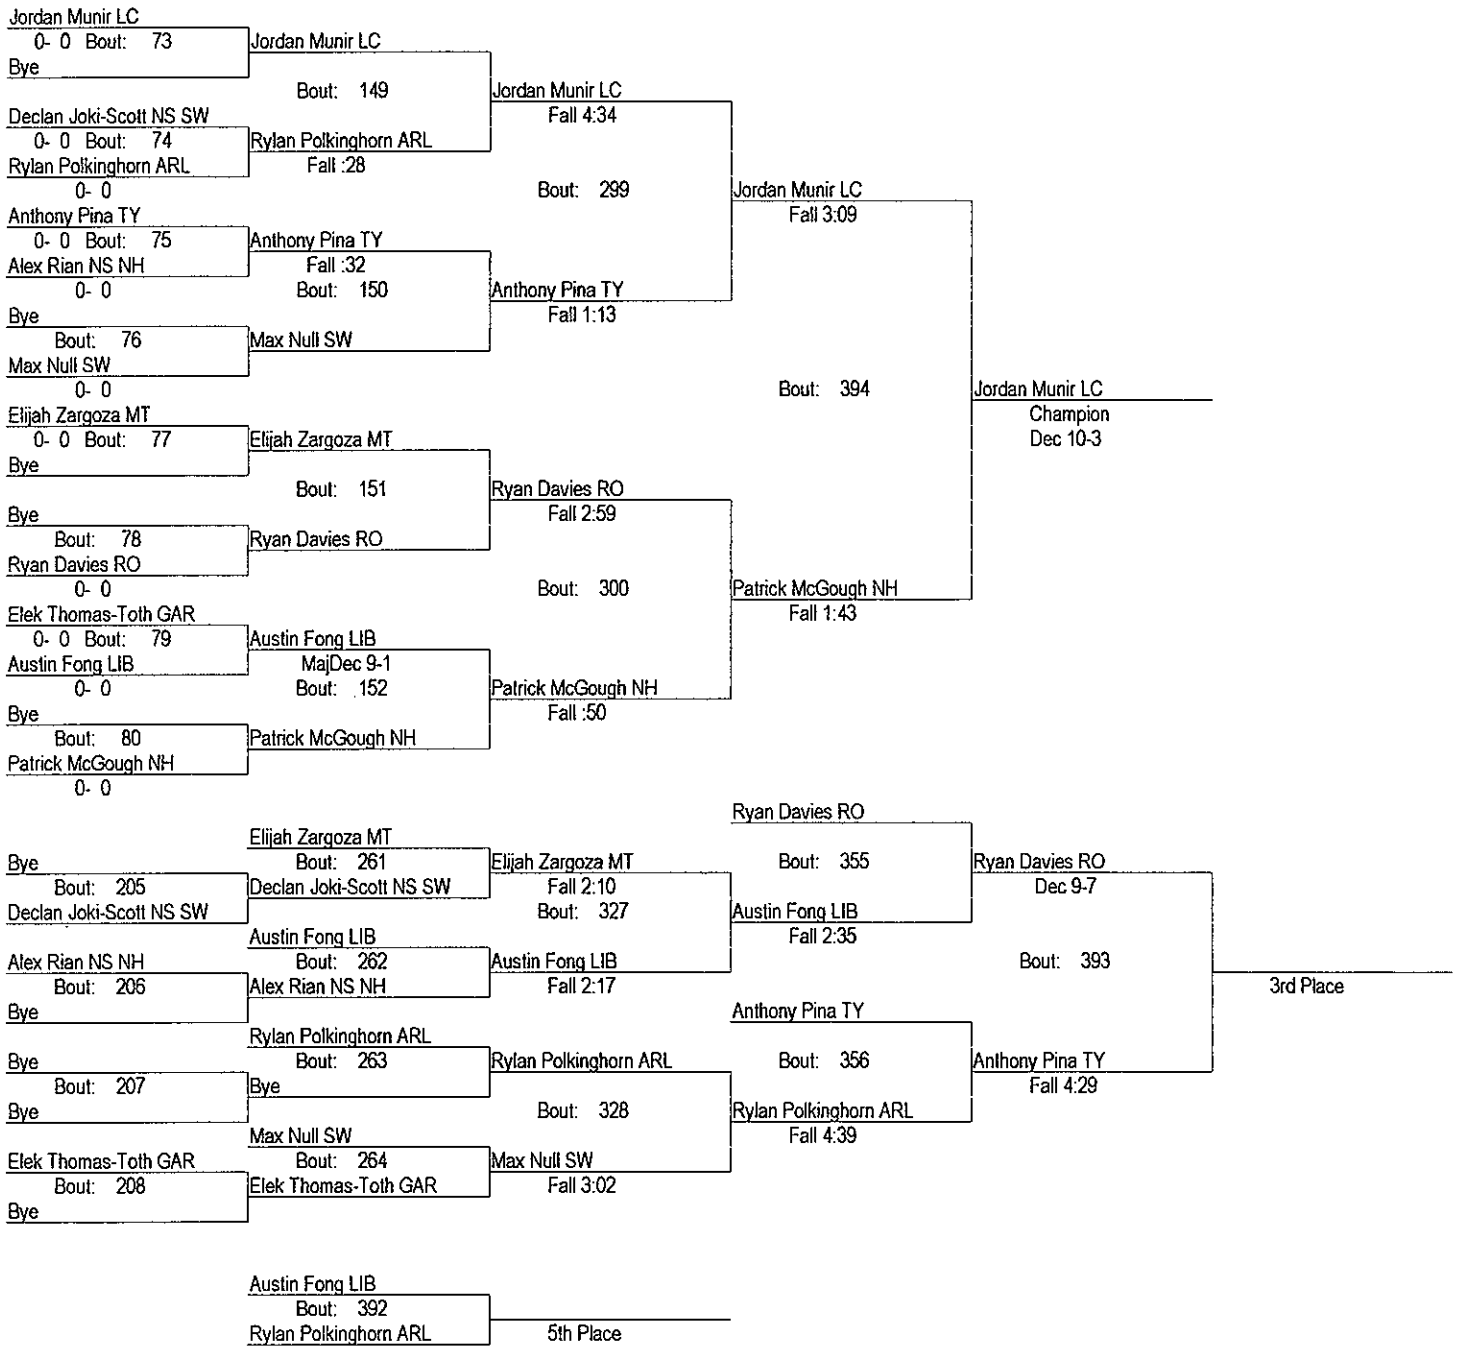 Jordan Munir LC
0- 0 Bout: 73
Bye
Jordan Munir LC
Bout: 149
Declan Joki-Scott NS SW
0- 0 Bout: 74
Rylan Polkinghorn ARL
0- 0
Rylan Polkinghorn ARL
Fall :28
Jordan Munir LC
Fall 4:34
Bout: 299
Anthony Pina TY
0- 0 Bout: 75
Alex Rian NS NH
0- 0
Anthony Pina TY
Fall :32
Bout: 150
Bye
Bout: 76
Max Null SW
0- 0
Max Null SW
Anthony Pina TY
Fall 1:13
Jordan Munir LC
Fall 3:09
Bout: 394
Jordan Munir LC
Champion
Dec 10-3
Elijah Zargoza MT
0- 0 Bout: 77
Bye
Elijah Zargoza MT
Bout: 151
Bye
Bout: 78
Ryan Davies RO
0- 0
Ryan Davies RO
Ryan Davies RO
Fall 2:59
Bout: 300
Elek Thomas-Toth GAR
0- 0 Bout: 79
Austin Fong LIB
0- 0
Austin Fong LIB
MajDec 9-1
Bout: 152
Bye
Bout: 80
Patrick McGough NH
0- 0
Patrick McGough NH
Patrick McGough NH
Fall :50
Patrick McGough NH
Fall 1:43
Bye
Bout: 205
Declan Joki-Scott NS SW
Elijah Zargoza MT
Bout: 261
Declan Joki-Scott NS SW
Elijah Zargoza MT
Fall 2:10
Bout: 327
Alex Rian NS NH
Bout: 206
Bye
Austin Fong LIB
Bout: 262
Alex Rian NS NH
Austin Fong LIB
Fall 2:17
Ryan Davies RO
Bout: 355
Austin Fong LIB
Fall 2:35
Ryan Davies RO
Dec 9-7
Bout: 393
3rd Place
Bye
Bout: 207
Bye
Rylan Polkinghorn ARL
Bout: 263
Bye
Rylan Polkinghorn ARL
Bout: 328
Elek Thomas-Toth GAR
Bout: 208
Bye
Max Null SW
Bout: 264
Elek Thomas-Toth GAR
Max Null SW
Fall 3:02
Anthony Pina TY
Bout: 356
Rylan Polkinghorn ARL
Fall 4:39
Anthony Pina TY
Fall 4:29
Austin Fong LIB
Bout: 392
Rylan Polkinghorn ARL
5th Place